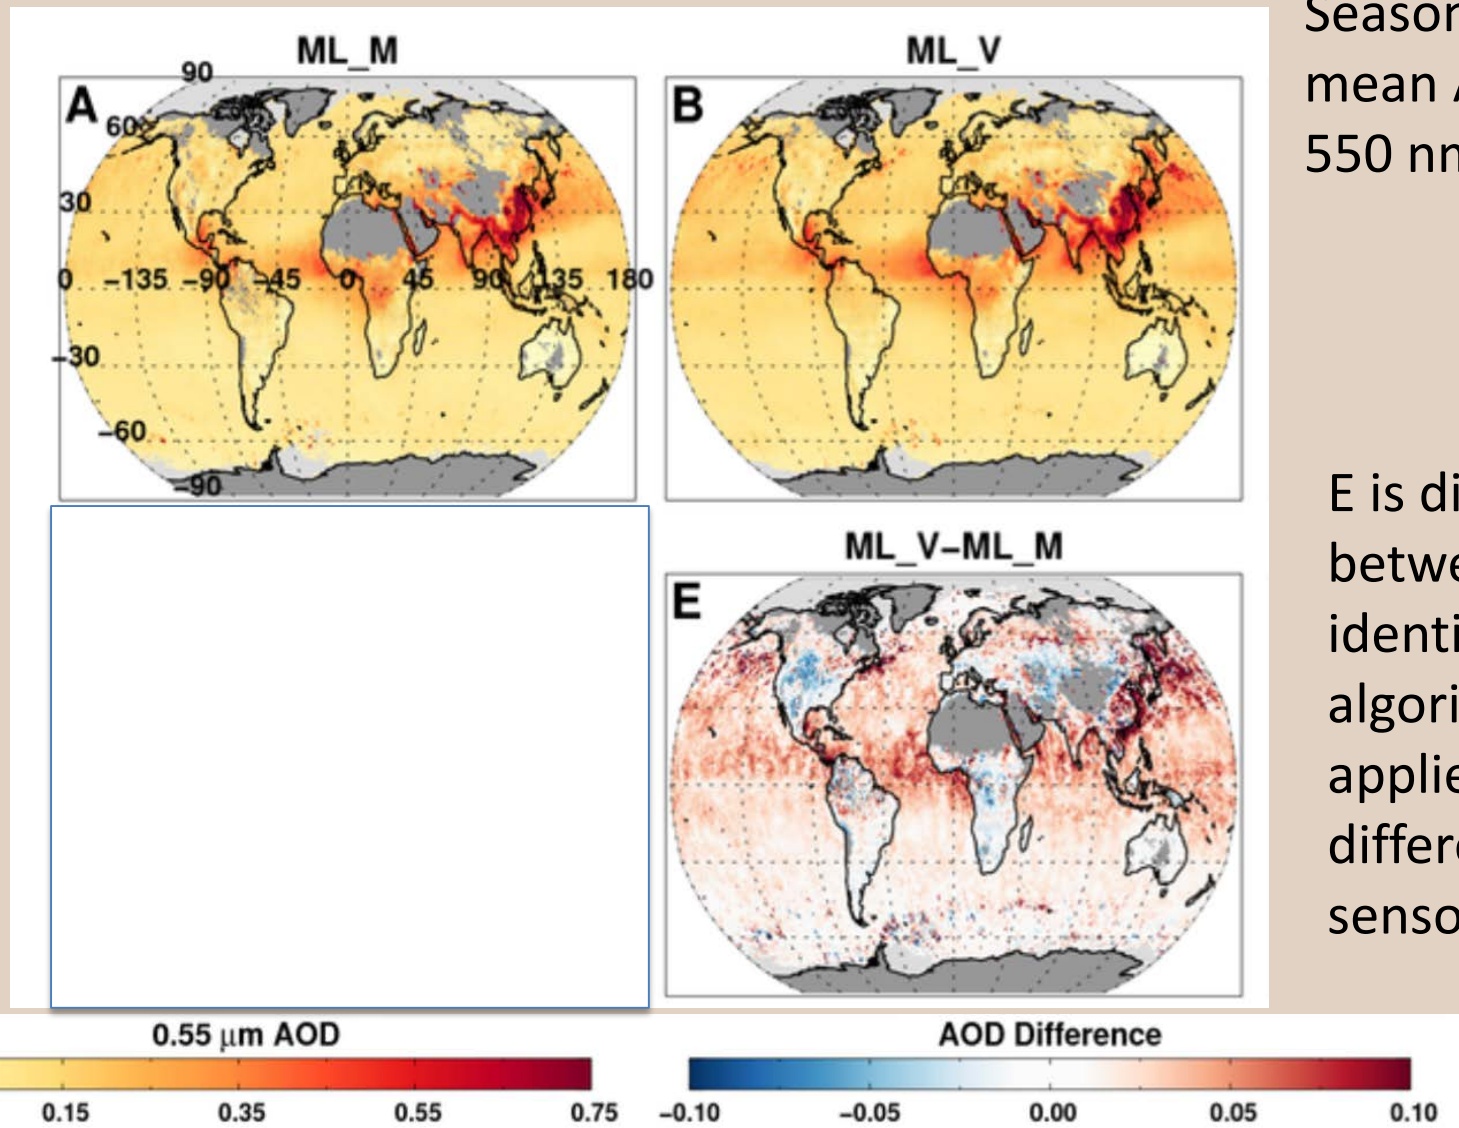 ML_M
ML_V
A
90
60
30
0 -135 -90 -45 0 45 90 135 180
-30
-60
-90
B
Season
mean
550 nm
ML_V-ML_M
E
E is di
betwe
identi
algori
applie
differe
senso
0.55 μm AOD
0.15 0.35 0.55 0.75
AOD Difference
-0.10 -0.05 0.00 0.05 0.10